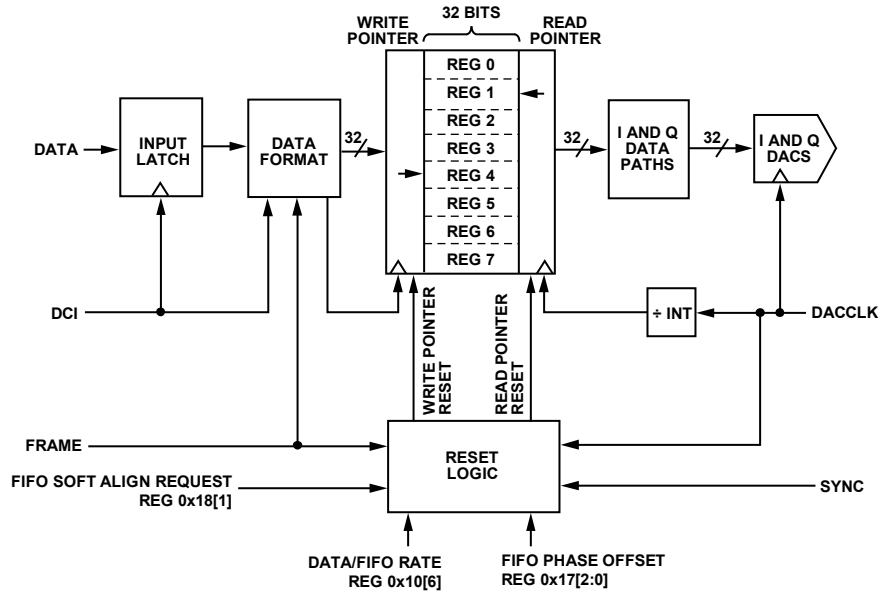 32 BITS
WRITE
POINTER
READ
POINTER
REG 0
REG 1
REG 2
REG 3
REG 4
REG 5
REG 6
REG 7
DATA
INPUT
LATCH
DATA
FORMAT
32
32
I AND Q
DATA
PATHS
32
I AND Q
DACS
DCI
÷ INT
DACCLK
WRITE POINTER
RESET
READ POINTER
RESET
FRAME
RESET
LOGIC
FIFO SOFT ALIGN REQUEST
REG 0x18[1]
SYNC
DATA/FIFO RATE
REG 0x10[6]
FIFO PHASE OFFSET
REG 0x17[2:0]